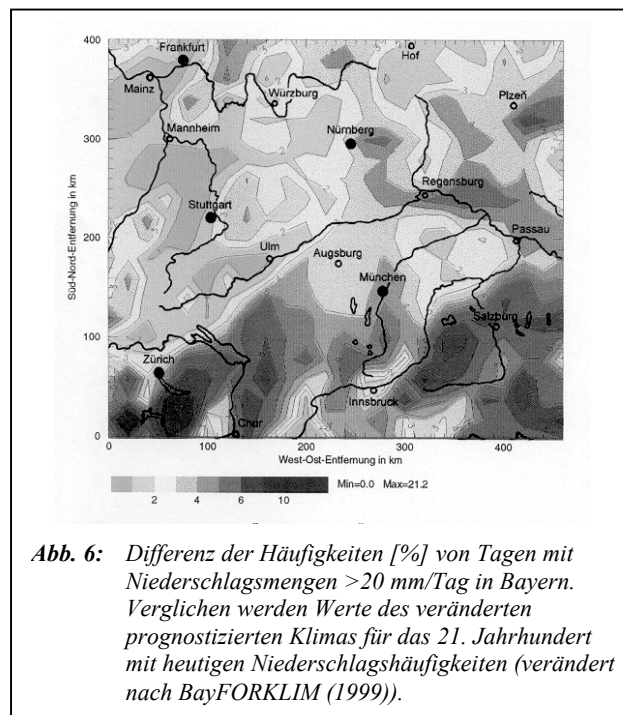 400
Frankfurt
Hof
Mainz
Würzburg
Plzeň
300
Mannheim
Nürnberg
Regensburg
Stuttgart
200
Passau
Ulm
Augsburg
München
100
Salzburg
Zürich
Innsbruck
Chur
0
0
100
200
300
400
Süd-Nord-Entfernung in km
West-Ost-Entfernung in km
Min=0.0 Max=21.2
2 4 6 10
Abb. 6: Differenz der Häufigkeiten [%] von Tagen mit
Niederschlagsmengen >20 mm/Tag in Bayern.
Verglichen werden Werte des veränderten
prognostizierten Klimas für das 21. Jahrhundert
mit heutigen Niederschlagshäufigkeiten (verändert
nach BayFORKLIM (1999)).